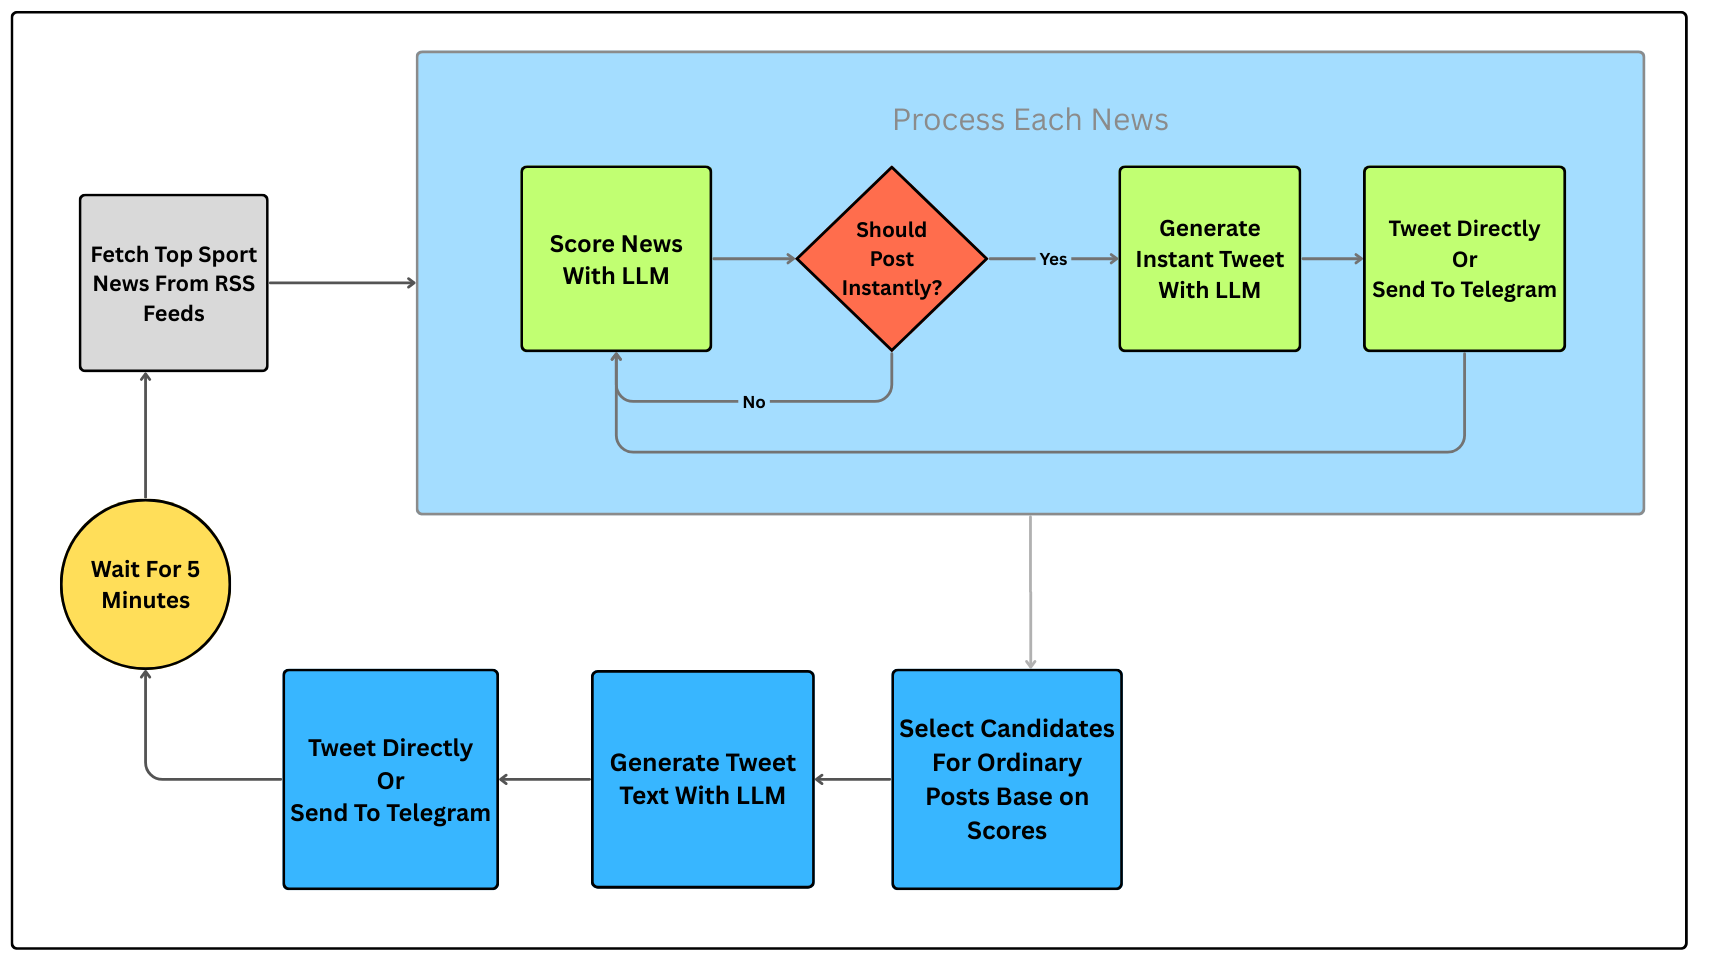 Process Each News
Fetch Top Sport
News From RSS
Feeds
Score News
With LLM
Should
Post
Instantly?
Yes
Generate
Instant Tweet
With LLM
Tweet Directly
Or
Send To Telegram
No
Wait For 5
Minutes
Tweet Directly
Or
Send To Telegram
Generate Tweet
Text With LLM
Select Candidates
For Ordinary
Posts Base on
Scores